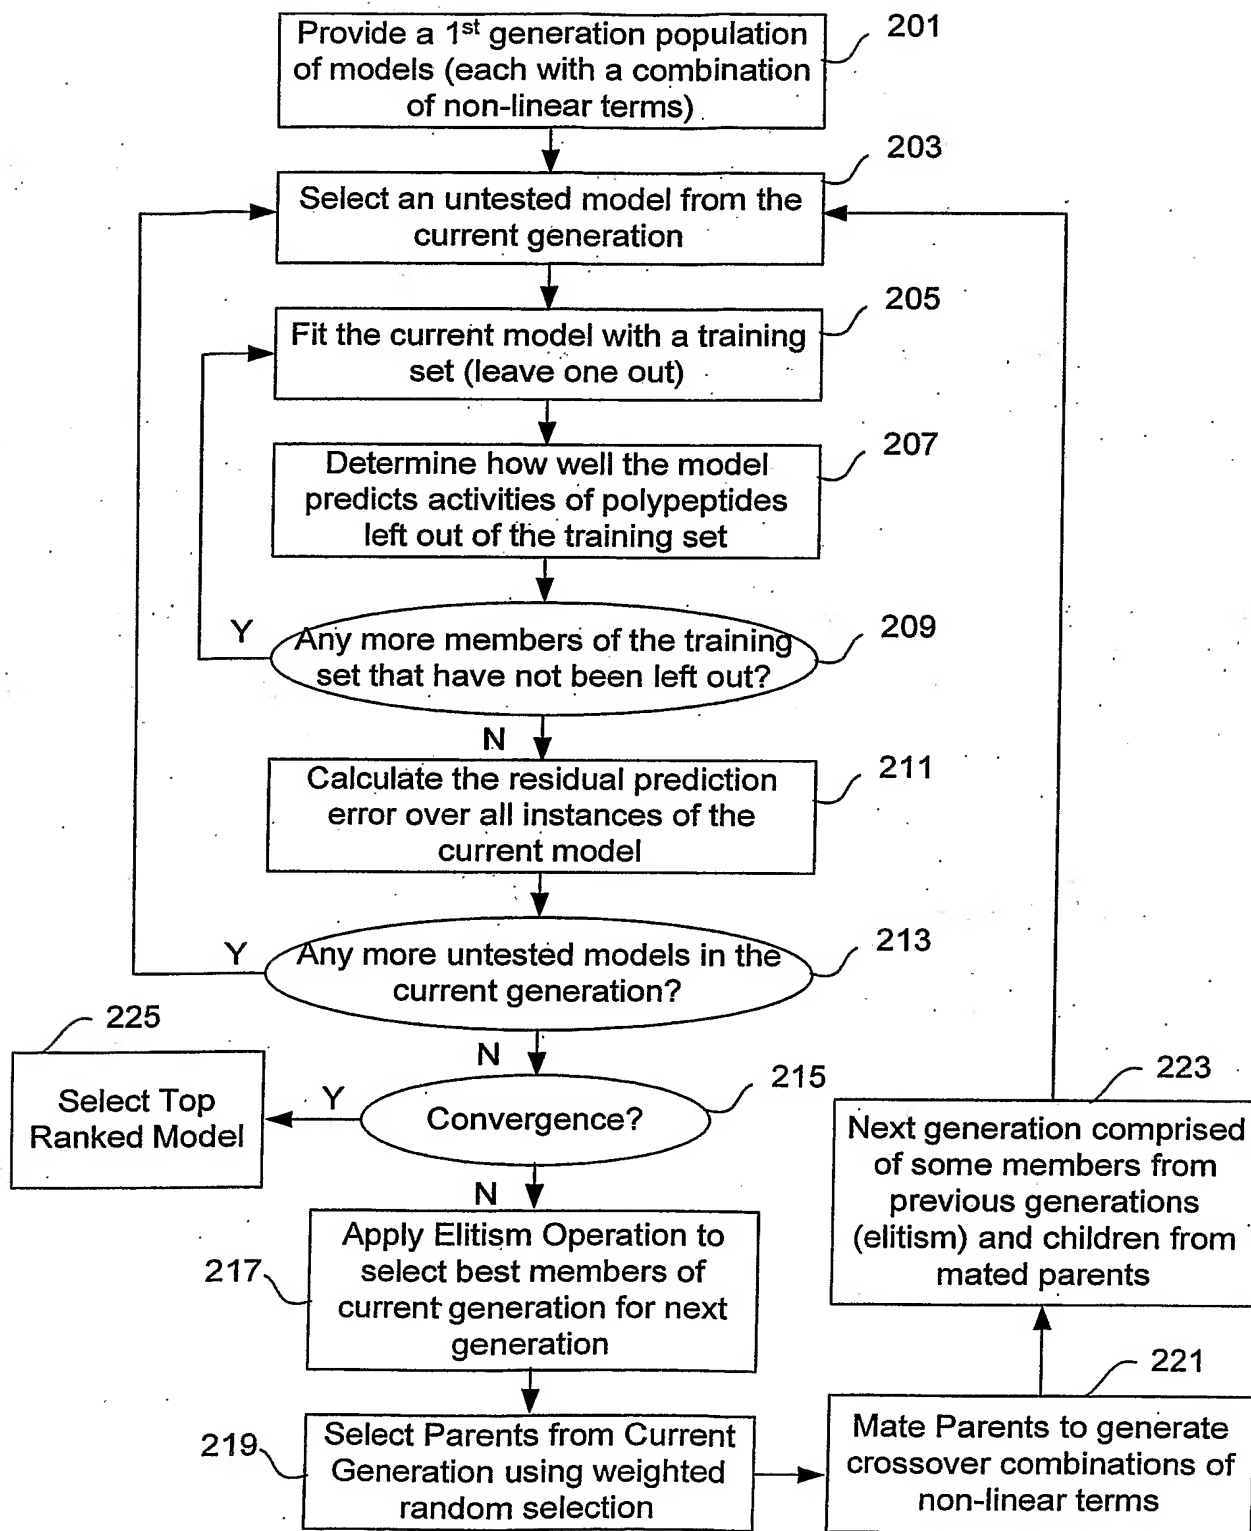 Provide a 1st generation population
of models (each with a combination
of non-linear terms)
201
Select an untested model from the
current generation
203
Fit the current model with a training
set (leave one out)
205
Determine how well the model
predicts activities of polypeptides
left out of the training set
207
Any more members of the training
set that have not been left out?
209
Y
N
Calculate the residual prediction
error over all instances of the
current model
211
Any more untested models in the
current generation?
213
Y
N
225
Select Top
Ranked Model
Y
Convergence?
215
N
Apply Elitism Operation to
select best members of
current generation for next
generation
217
Select Parents from Current
Generation using weighted
random selection
219
Mate Parents to generate
crossover combinations of
non-linear terms
221
Next generation comprised
of some members from
previous generations
(elitism) and children from
mated parents
223